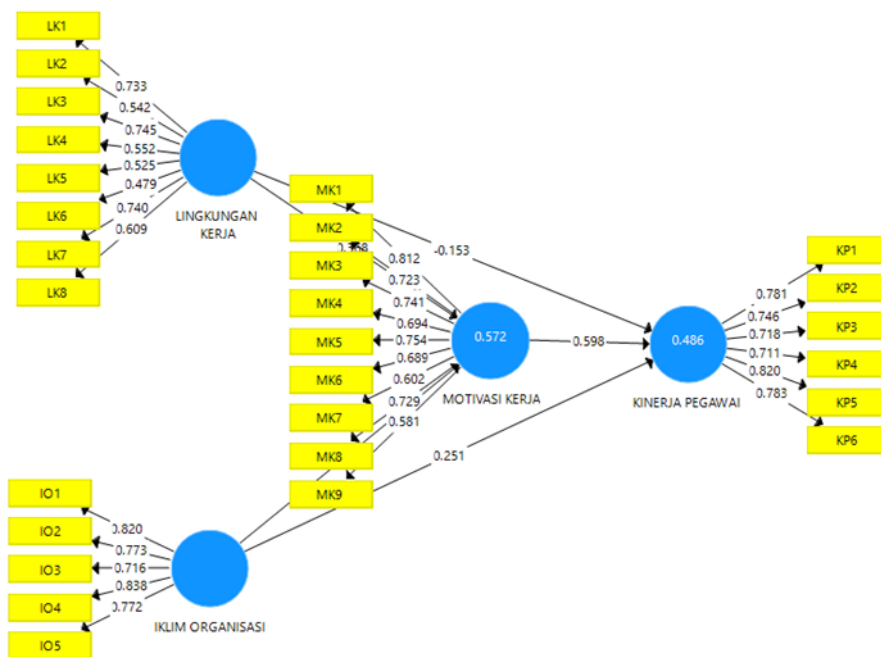 LK1
LK2
LK3
LK4
LK5
LK6
LK7
LK8
0.733
0.542
0.745
0.552
0.525
0.479
0.740
0.609
LINGKUNGAN
KERJA
MK1
MK2
MK3
MK4
MK5
MK6
MK7
MK8
MK9
0.812
0.723
0.741
0.694
0.754
0.689
0.602
0.729
0.581
-0.153
0.572
MOTIVASI KERJA
0.598
0.486
KINERJA PEGAWAI
0.251
KP1
KP2
KP3
KP4
KP5
KP6
0.781
0.746
0.718
0.711
0.820
0.783
IO1
IO2
IO3
IO4
IO5
0.820
0.773
0.716
0.838
0.772
IKLIM ORGANISASI